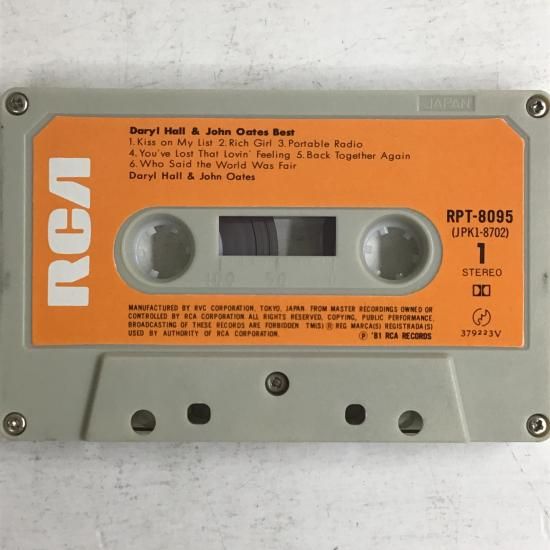 JAPAN
Daryl Hall & John Oates Best
1.Kiss on My List 2.Rich Girl 3.Portable Radio
4.You've Lost That Lovin' Feeling 5.Back Together Again
6.Who Said the World Was Fair
Daryl Hall & John Oates
RCA
RPT-8095
(JPK1-8702)
1
STEREO
100 50
MANUFACTURED BY RVC CORPORATION, TOKYO, JAPAN FROM MASTER RECORDINGS OWNED OR
CONTROLLED BY RCA CORPORATION ALL RIGHTS RESERVED, COPYING, PUBLIC PERFORMANCE,
BROADCASTING OF THESE RECORDS ARE FORBIDDEN TM(S) ® REG MARCA(S) REGISTRADA(S)
USED BY AUTHORITY OF RCA CORPORATION. ℗ '81 RCA RECORDS
379223V